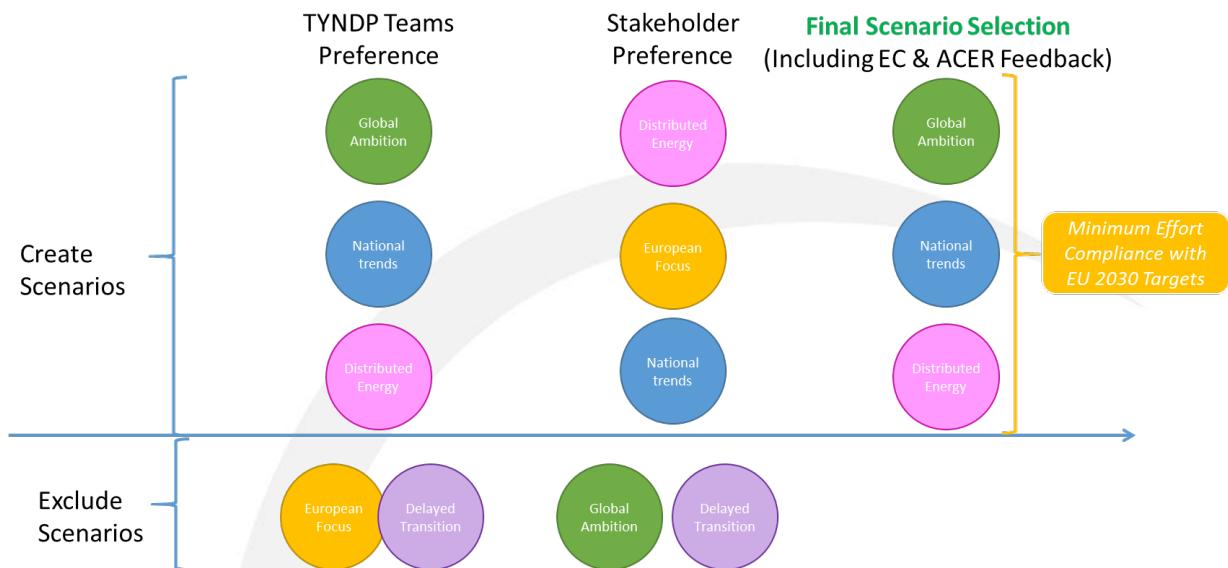 TYNDP Teams
Preference
Stakeholder
Preference
Final Scenario Selection
(Including EC & ACER Feedback)
Create
Scenarios
Global
Ambition
National
trends
Distributed
Energy
Distributed
Energy
European
Focus
National
trends
Global
Ambition
National
trends
Distributed
Energy
Minimum Effort
Compliance with
EU 2030 Targets
Exclude
Scenarios
European
Focus
Delayed
Transition
Global
Ambition
Delayed
Transition